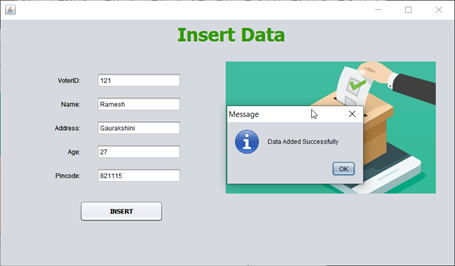 Insert Data
VoterID: 121
Name: Ramesh
Address: Gaurakshini
Age: 27
Pincode: 821115
INSERT
Message
Data Added Successfully
OK